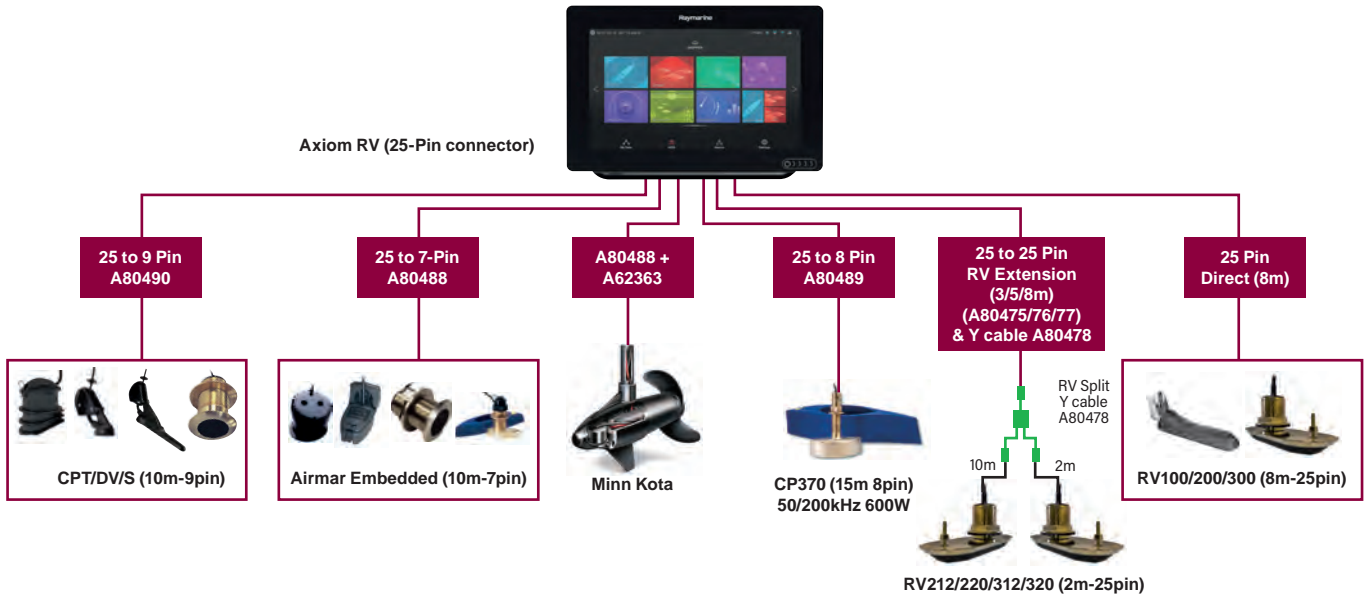 Raymarine
Axiom RV (25-Pin connector)
25 to 9 Pin
A80490
25 to 7-Pin
A80488
A80488 +
A62363
25 to 8 Pin
A80489
25 to 25 Pin
RV Extension
(3/5/8m)
(A80475/76/77)
& Y cable A80478
25 Pin
Direct (8m)
RV Split
Y cable
A80478
CPT/DV/S (10m-9pin)
Airmar Embedded (10m-7pin)
Minn Kota
CP370 (15m 8pin)
50/200kHz 600W
10m
2m
RV100/200/300 (8m-25pin)
RV212/220/312/320 (2m-25pin)